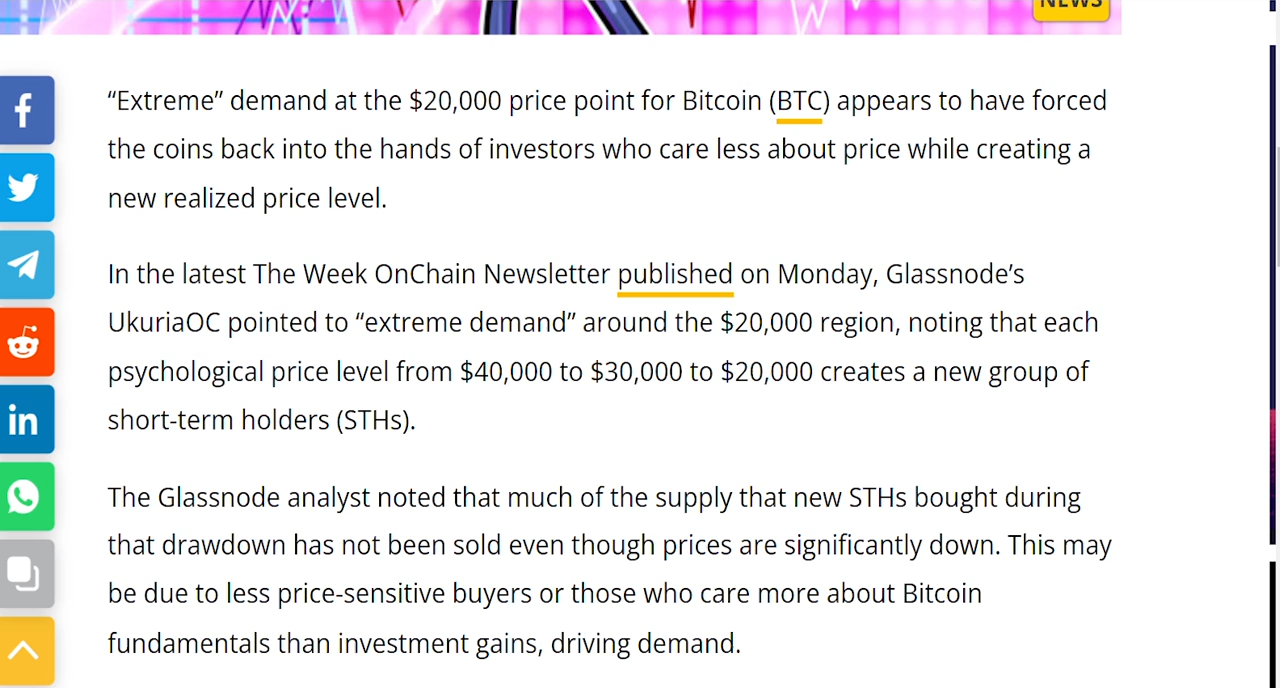 NEWS
“Extreme” demand at the $20,000 price point for Bitcoin (BTC) appears to have forced
the coins back into the hands of investors who care less about price while creating a
new realized price level.
In the latest The Week OnChain Newsletter published on Monday, Glassnode’s
UkuriaOC pointed to “extreme demand” around the $20,000 region, noting that each
psychological price level from $40,000 to $30,000 to $20,000 creates a new group of
short-term holders (STHs).
The Glassnode analyst noted that much of the supply that new STHs bought during
that drawdown has not been sold even though prices are significantly down. This may
be due to less price-sensitive buyers or those who care more about Bitcoin
fundamentals than investment gains, driving demand.